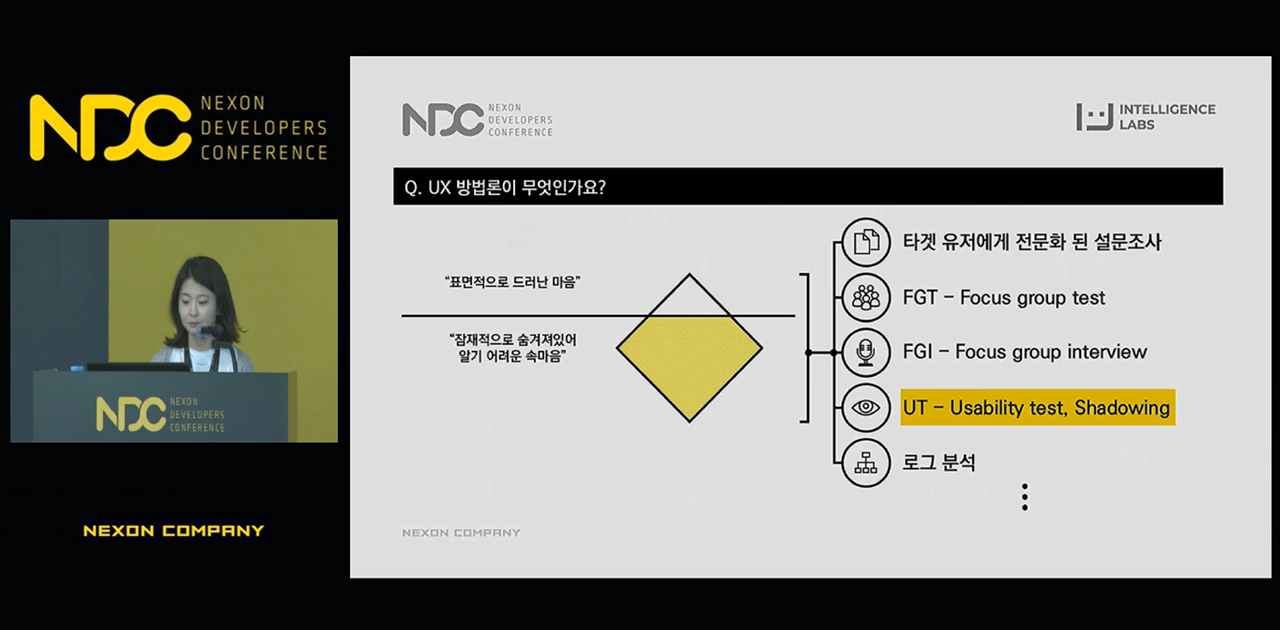 NDC NEXON
DEVELOPERS
CONFERENCE
NDC NEXON
DEVELOPERS
CONFERENCE
NEXON COMPANY
NDC NEXON
DEVELOPERS
CONFERENCE
INTELLIGENCE
LABS
Q. UX 방법론이 무엇인가요?
“표면적으로 드러난 마음”
“잠재적으로 숨겨져있어
알기 어려운 속마음”
타겟 유저에게 전문화 된 설문조사
FGT – Focus group test
FGI – Focus group interview
UT – Usability test, Shadowing
로그 분석
NEXON COMPANY